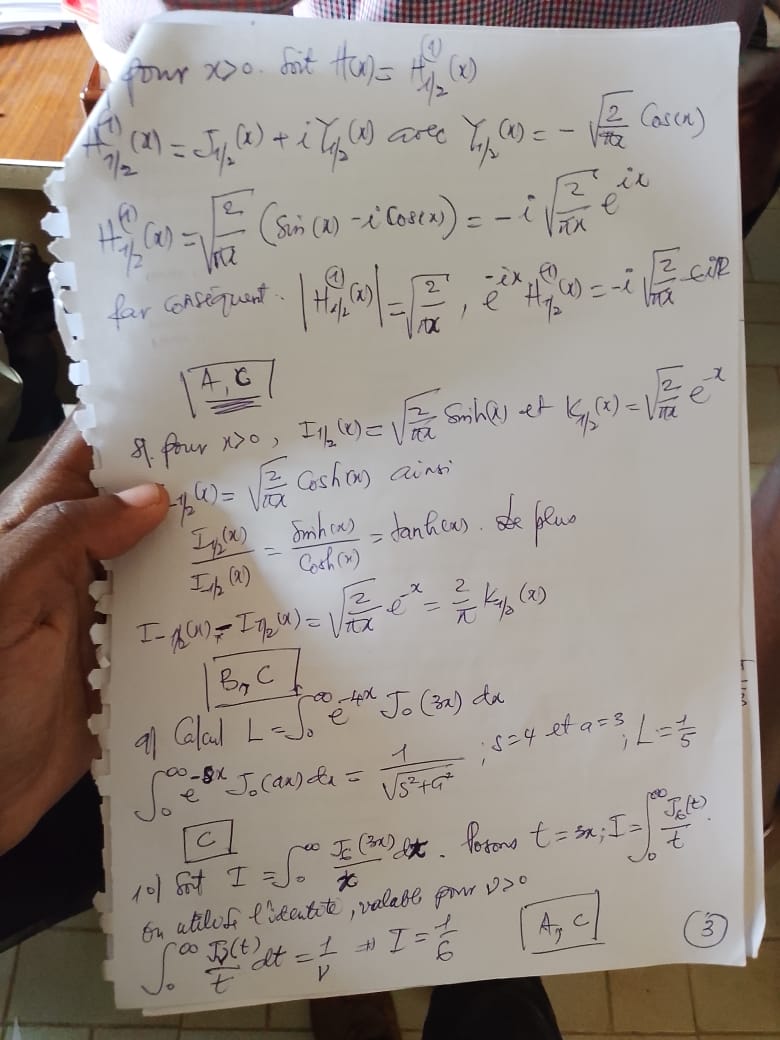 pour x>0. Soit H(x) = H^{(1)}_{1/2}(x)
H^{(1)}_{1/2}(x) = J_{1/2}(x) + i Y_{1/2}(x) avec Y_{1/2}(x) = - √(2/πx) Cos(x)
H^{(1)}_{1/2}(x) = √(2/πx) (Sin(x) - i Cos(x)) = - i √(2/πx) e^{ix}
par conséquent. |H^{(1)}_{1/2}(x)| = √(2/πx), e^{-ix} H^{(1)}_{1/2}(x) = -i √(2/πx)
A, C
8. pour x>0, I_{1/2}(x) = √(2/πx) Sinh(x) et K_{1/2}(x) = √(2/πx) e^{-x}
I_{-1/2}(x) = √(2/πx) Cosh(x) ainsi
I_{1/2}(x)/I_{-1/2}(x) = Sinh(x)/Cosh(x) = tanh(x). De plus
I_{-1/2}(x) - I_{1/2}(x) = √(2/πx) e^{-x} = 2/π K_{1/2}(x)
B, C
9) Calcul L = ∫_0^∞ e^{-4x} J_0(3x) dx
∫_0^∞ e^{-sx} J_0(ax) dx = 1/√(s²+a²) ; s=4 et a=3 ; L = 1/5
C
10) Soit I = ∫_0^∞ J_6(3x)/x dx. Posons t = 3x; I = ∫_0^∞ J_6(t)/t.
On utilise l'identité, valable pour ν>0
∫_0^∞ J_ν(t)/t dt = 1/ν ⇒ I = 1/6
A, C
3